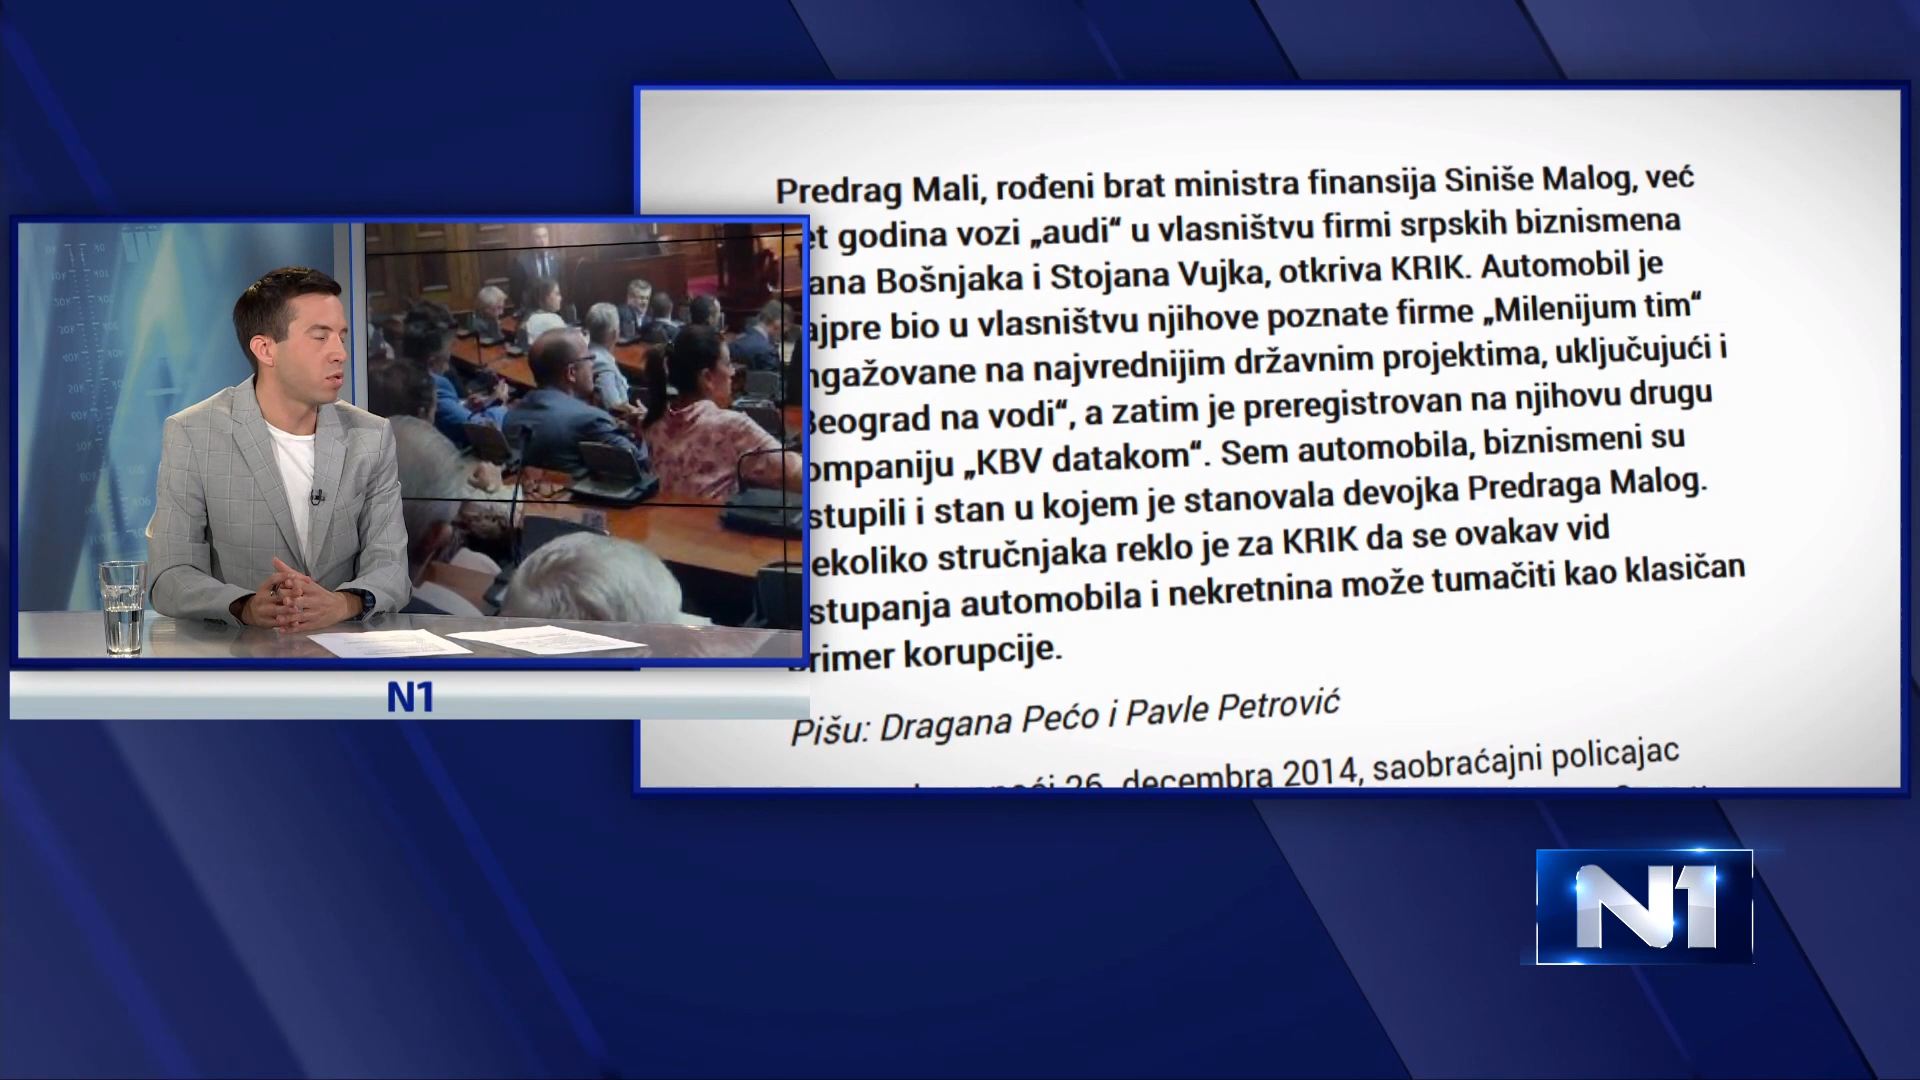 Predrag Mali, rođeni brat ministra finansija Siniše Malog, već
godina vozi „audi“ u vlasništvu firmi srpskih biznismena
Bošnjaka i Stojana Vujka, otkriva KRIK. Automobil je
bio u vlasništvu njihove poznate firme „Milenijum tim“
na najvrednijim državnim projektima, uključujući i
Beograd na vodi“, a zatim je preregistrovan na njihovu drugu
„KBV datakom“. Sem automobila, biznismeni su
i stan u kojem je stanovala devojka Predraga Malog.
stručnjaka reklo je za KRIK da se ovakav vid
automobila i nekretnina može tumačiti kao klasičan
primer korupcije.
Pišu: Dragana Pećo i Pavle Petrović
26. decembra 2014, saobraćajni policajac
N1
N1